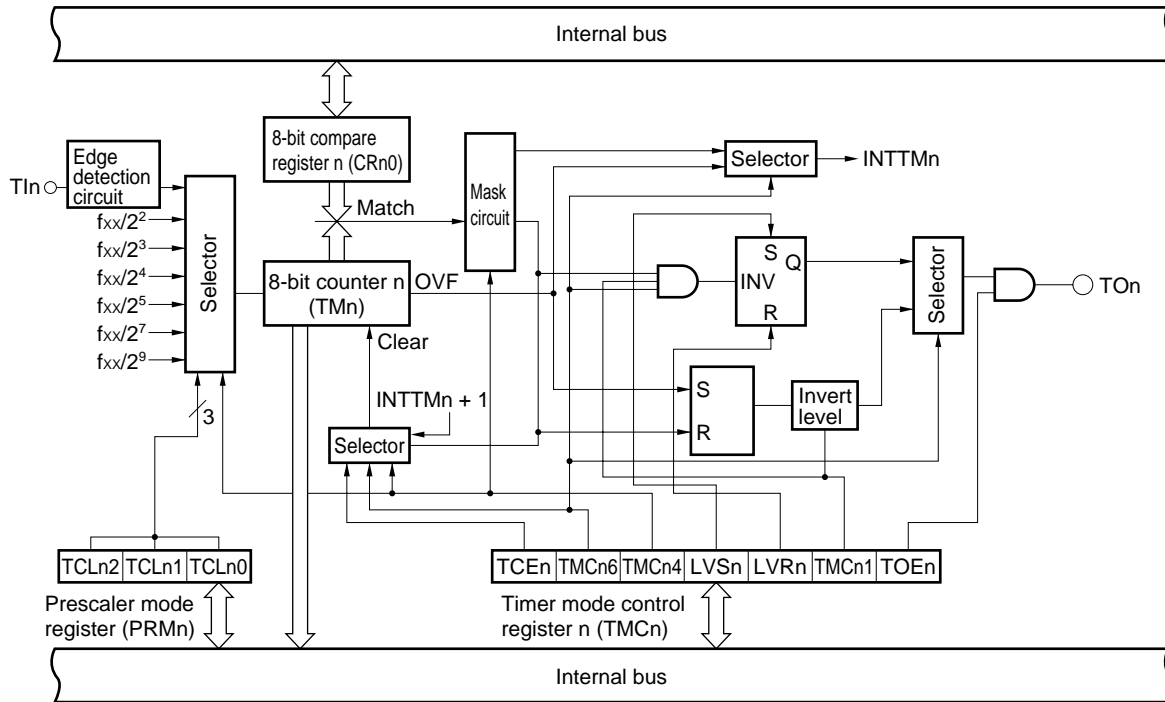 Internal bus
8-bit compare
register n (CRn0)
Edge
detection
circuit
TIn
Selector
fxx/2²
fxx/2³
fxx/2⁴
fxx/2⁵
fxx/2⁷
fxx/2⁹
Match
Mask
circuit
Selector
INTTMn
8-bit counter n
(TMn)
OVF
Clear
S
Q
INV
R
Selector
TOn
3
INTTMn + 1
Selector
S
R
Invert
level
TCLn2 TCLn1 TCLn0
Prescaler mode
register (PRMn)
TCEn TMCn6 TMCn4 LVSn LVRn TMCn1 TOEn
Timer mode control
register n (TMCn)
Internal bus